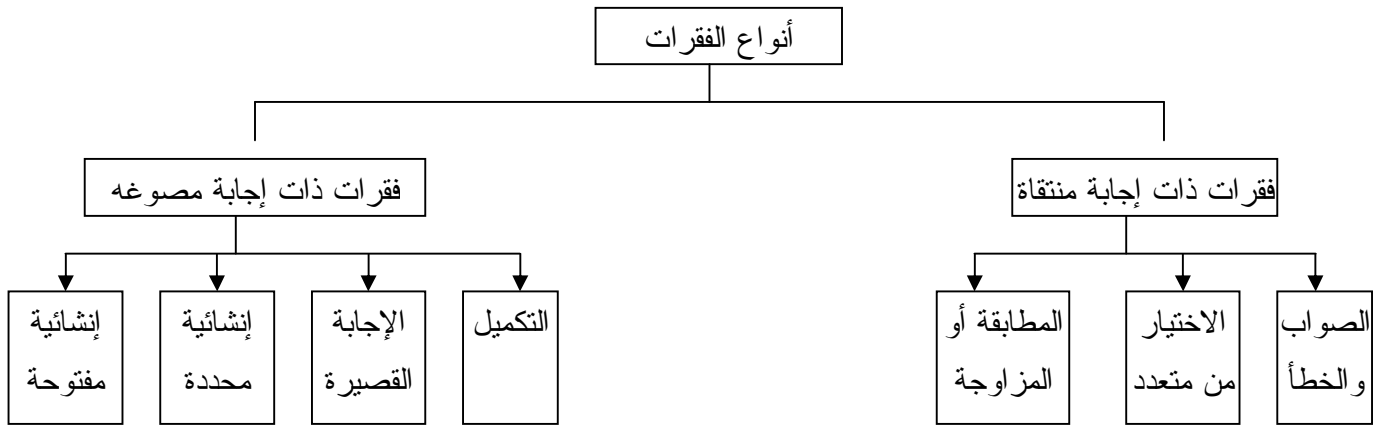 أنواع الفقرات
فقرات ذات إجابة منتقاة
فقرات ذات إجابة مصوغه
الصواب
والخطأ
الاختيار
من متعدد
المطابقة أو
المزاوجة
التكميل
الإجابة
القصيرة
إنشائية
محددة
إنشائية
مفتوحة